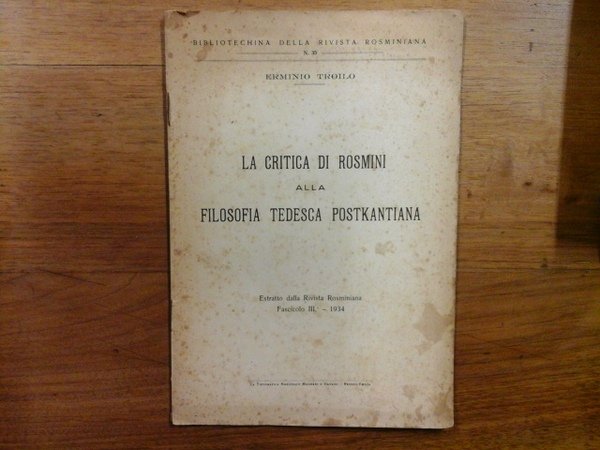 BIBLIOTECHINA DELLA RIVISTA ROSMINIANA
ERMINIO TROILO
LA CRITICA DI ROSMINI
ALLA
FILOSOFIA TEDESCA POSTKANTIANA
Estratto dalla Rivista Rosminiana
Fascicolo III. - 1934